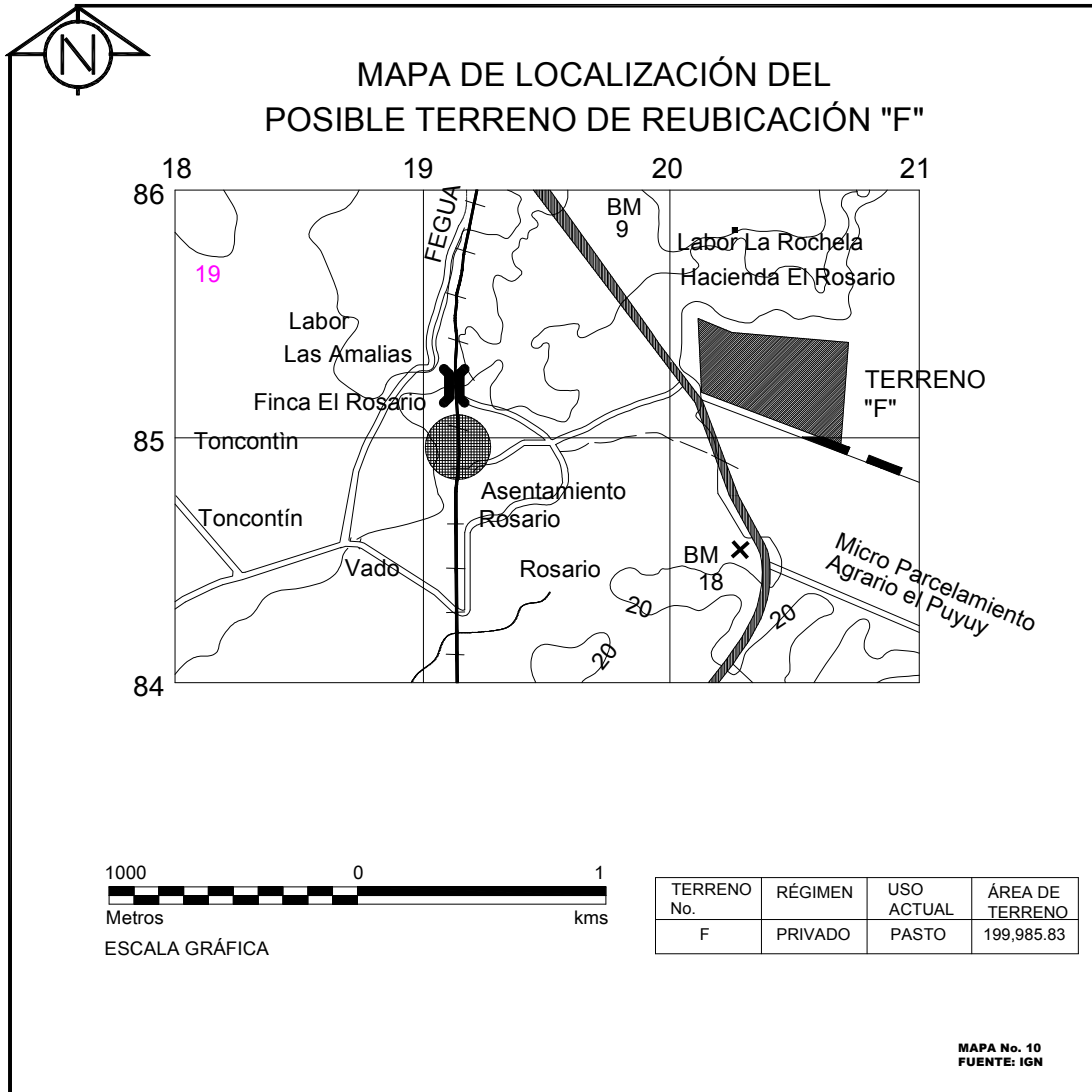 N
MAPA DE LOCALIZACIÓN DEL
POSIBLE TERRENO DE REUBICACIÓN "F"
18 19 20 21
86
FEGUA
BM
9
Labor La Rochela
19
Hacienda El Rosario
Labor
Las Amalias
TERRENO
"F"
Finca El Rosario
85
Toncontìn
Asentamiento
Rosario
Toncontín
Vado
Rosario
BM
18
Micro Parcelamiento
Agrario el Puyuy
20
20
20
84
1000 0 1
Metros kms
ESCALA GRÁFICA
TERRENO No. RÉGIMEN USO ACTUAL ÁREA DE TERRENO
F PRIVADO PASTO 199,985.83
MAPA No. 10
FUENTE: IGN